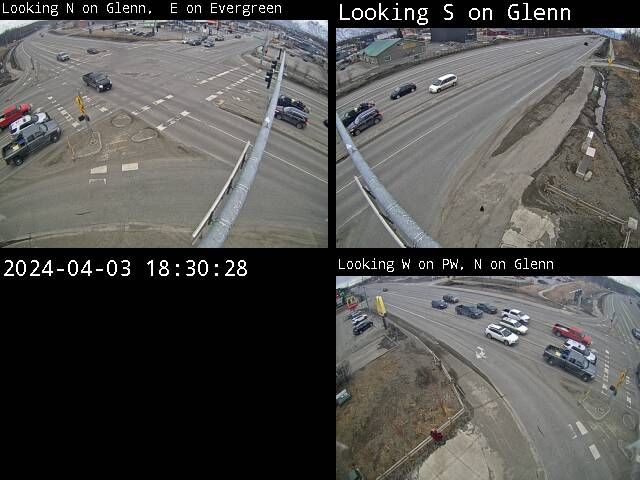 Looking N on Glenn,  E on Evergreen
Looking S on Glenn
2024-04-03 18:30:28
Looking W on PW, N on Glenn